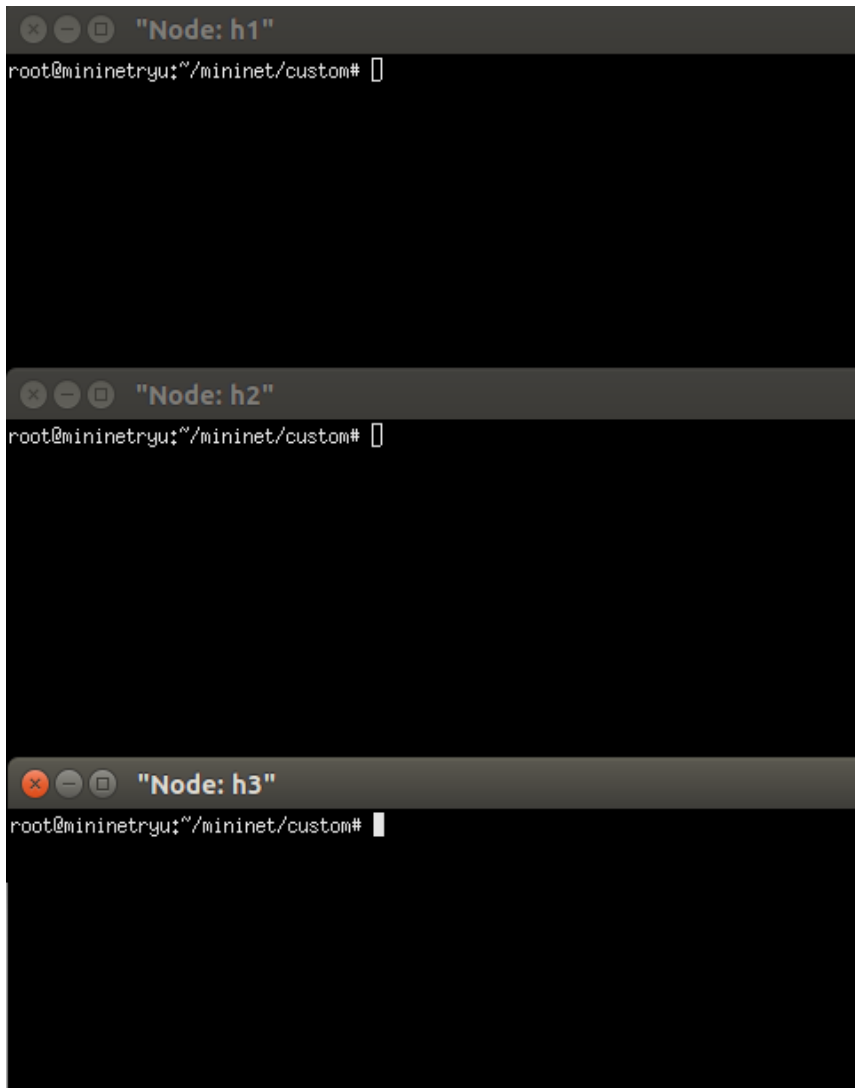 "Node: h1"
root@mininetryu:~/mininet/custom#
"Node: h2"
root@mininetryu:~/mininet/custom#
"Node: h3"
root@mininetryu:~/mininet/custom#